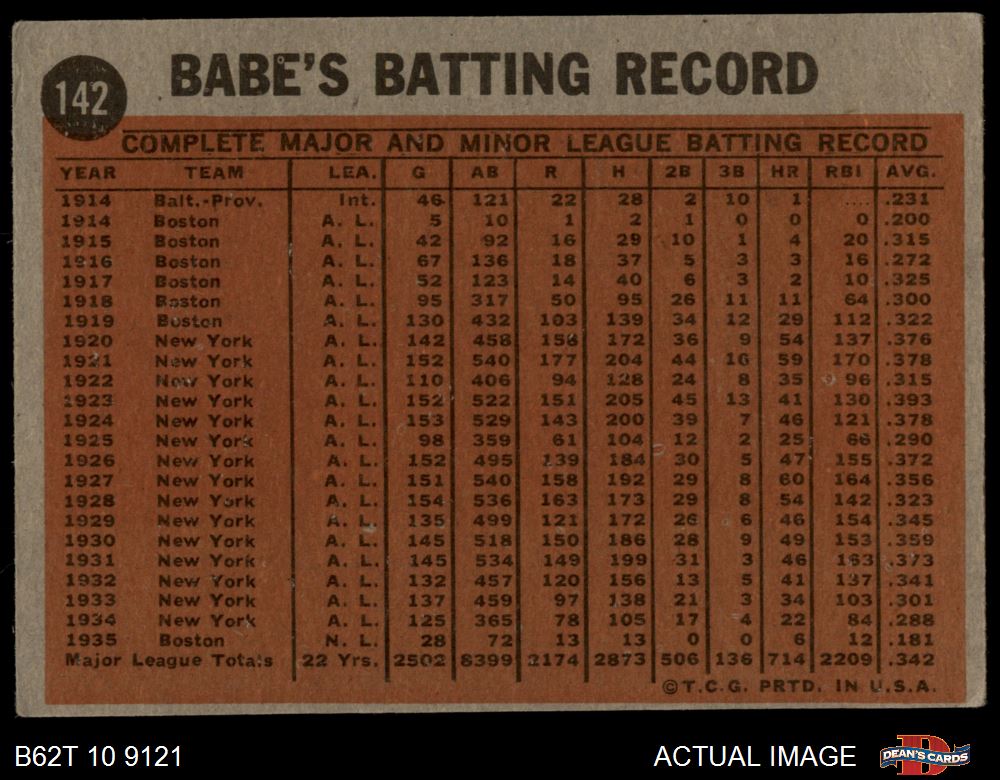 142
BABE'S BATTING RECORD
COMPLETE MAJOR AND MINOR LEAGUE BATTING RECORD
YEAR TEAM LEA. G AB R H 2B 3B HR RBI AVG.
1914 Balt.-Prov. Int. 46 121 22 28 2 10 1 .... .231
1914 Boston A. L. 5 10 1 2 1 0 0 0 .200
1915 Boston A. L. 42 92 16 29 10 1 4 20 .315
1916 Boston A. L. 67 136 18 37 5 3 3 16 .272
1917 Boston A. L. 52 123 14 40 6 3 2 10 .325
1918 Boston A. L. 95 317 50 95 26 11 11 64 .300
1919 Boston A. L. 130 432 103 139 34 12 29 112 .322
1920 New York A. L. 142 458 158 172 36 9 54 137 .376
1921 New York A. L. 152 540 177 204 44 16 59 170 .378
1922 New York A. L. 110 406 94 128 24 8 35 96 .315
1923 New York A. L. 152 522 151 205 45 13 41 130 .393
1924 New York A. L. 153 529 143 200 39 7 46 121 .378
1925 New York A. L. 98 359 61 104 12 2 25 66 .290
1926 New York A. L. 152 495 139 184 30 5 47 155 .372
1927 New York A. L. 151 540 158 192 29 8 60 164 .356
1928 New York A. L. 154 536 163 173 29 8 54 142 .323
1929 New York A. L. 135 499 121 172 26 6 46 154 .345
1930 New York A. L. 145 518 150 186 28 9 49 153 .359
1931 New York A. L. 145 534 149 199 31 3 46 163 .373
1932 New York A. L. 132 457 120 156 13 5 41 137 .341
1933 New York A. L. 137 459 97 138 21 3 34 103 .301
1934 New York A. L. 125 365 78 105 17 4 22 84 .288
1935 Boston N. L. 28 72 13 13 0 0 6 12 .181
Major League Totals 22 Yrs. 2502 8399 2174 2873 506 136 714 2209 .342
©T.C.G. PRTD. IN U.S.A.
B62T 10 9121
ACTUAL IMAGE
DEAN'S CARDS